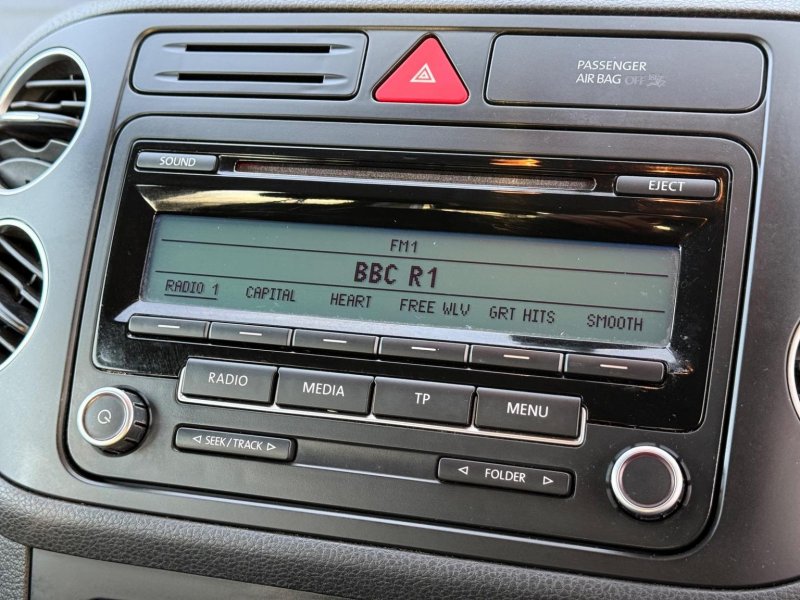 PASSENGER
AIR BAG OFF
SOUND
EJECT
FM1
BBC R1
RADIO 1 CAPITAL HEART FREE WLV GRT HITS SMOOTH
RADIO MEDIA TP MENU
SEEK/TRACK
FOLDER